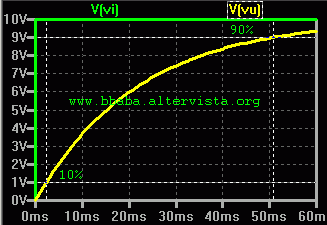 V(vi) V(vu)
10V
9V 90%
8V
7V
6V
5V www.bbsba.altervista.org
4V
3V
2V
1V 10%
0V
0ms 10ms 20ms 30ms 40ms 50ms 60m